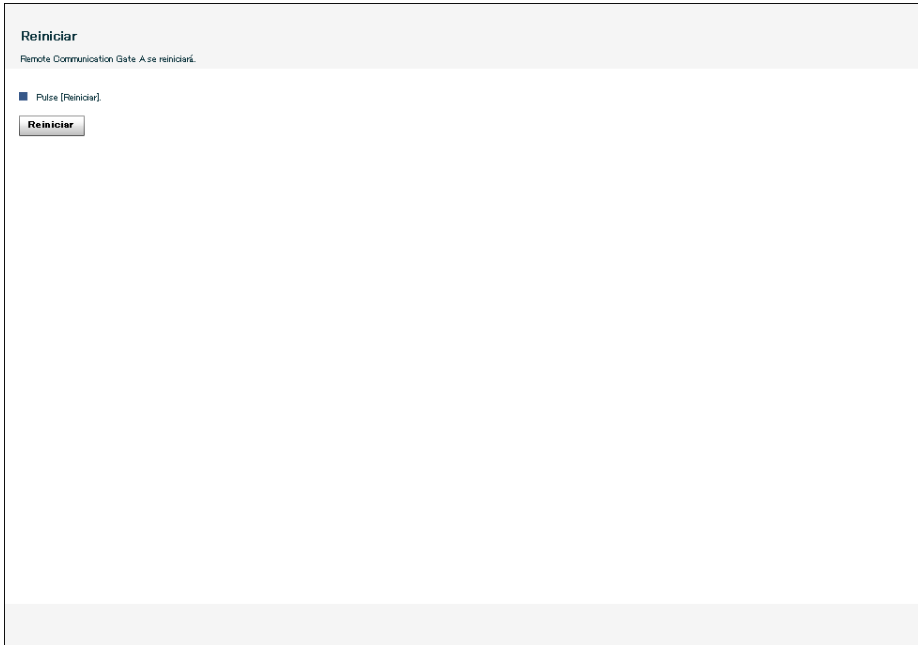 Reiniciar
Remote Communication Gate A se reiniciará.
Pulse [Reiniciar].
Reiniciar